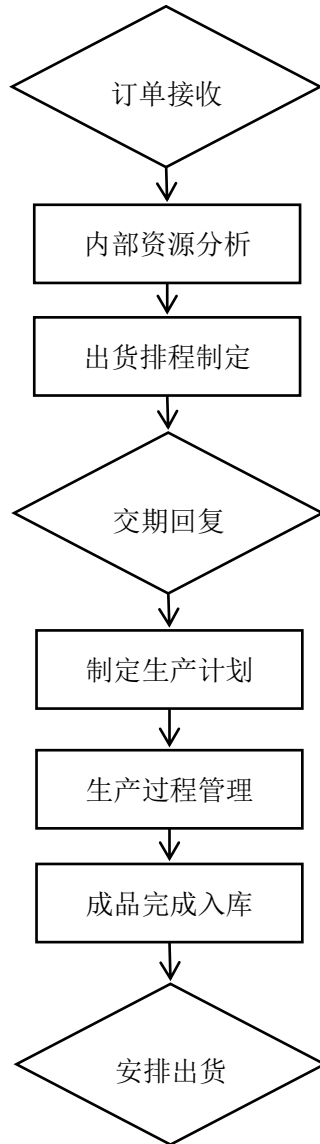 订单接收
内部资源分析
出货排程制定
交期回复
制定生产计划
生产过程管理
成品完成入库
安排出货